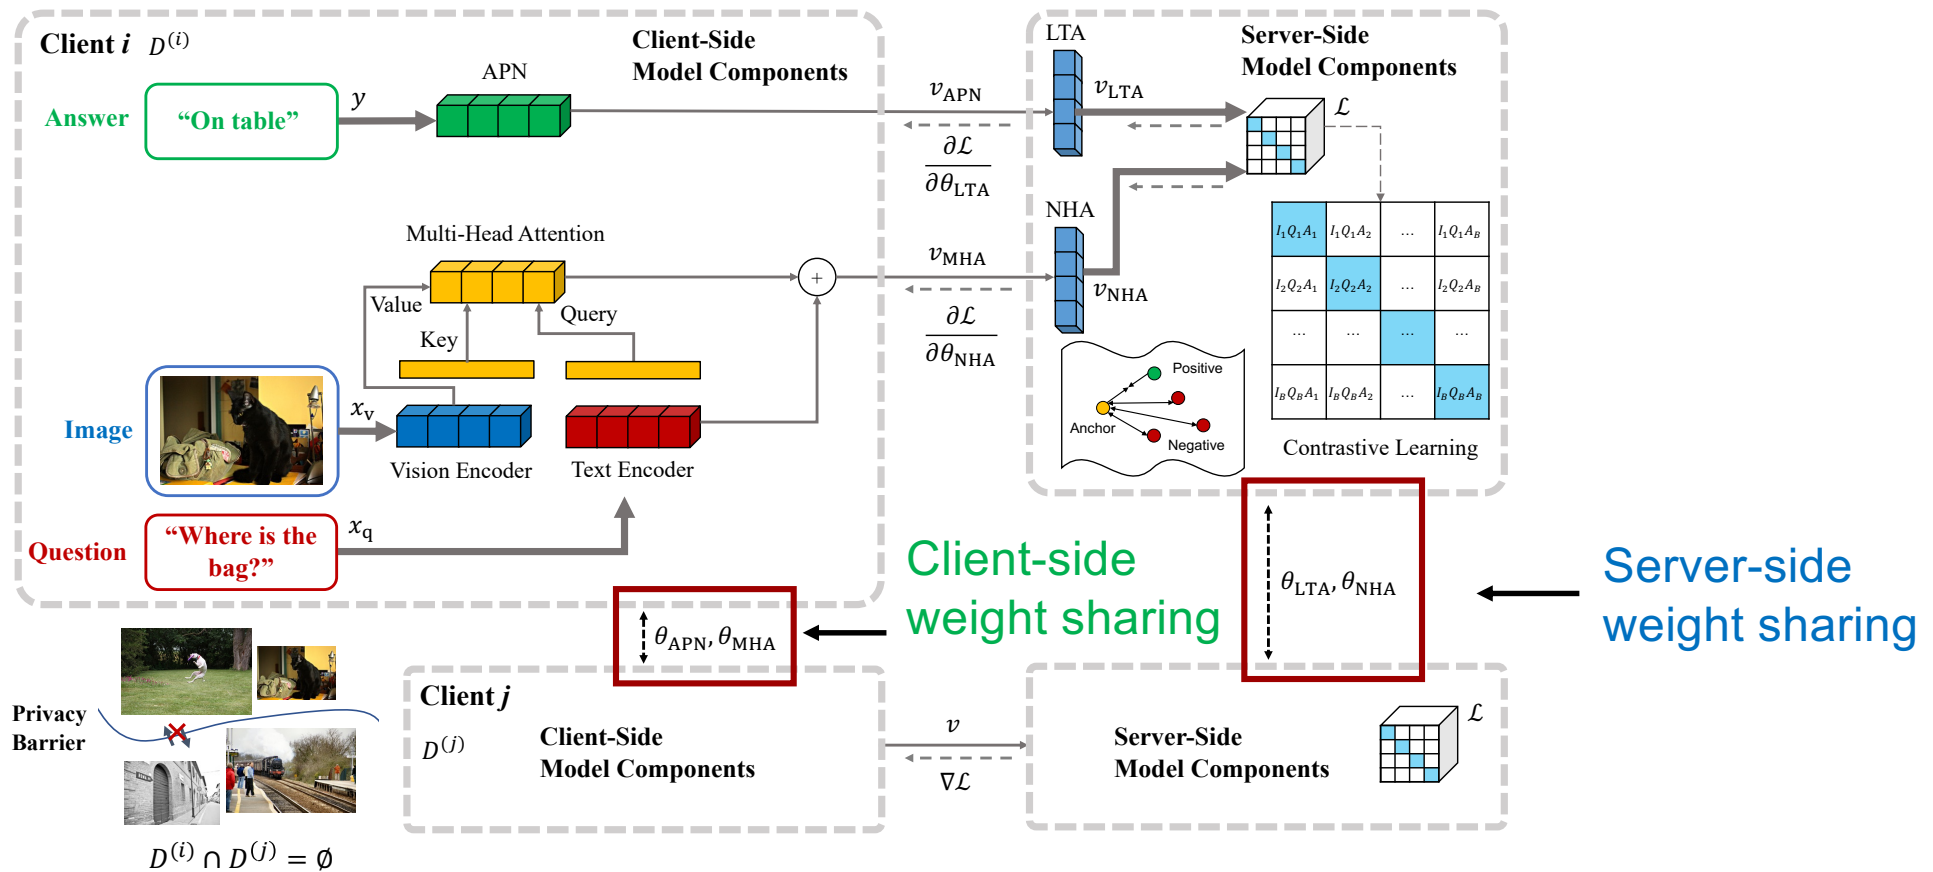 Client i D^(i)
Client-Side
Model Components
Answer
“On table”
y
APN
v_APN
∂ℒ
∂θ_LTA
Multi-Head Attention
Value
Key
Query
+
v_MHA
∂ℒ
∂θ_NHA
Image
x_v
Vision Encoder
Text Encoder
Question
“Where is the
bag?”
x_q
LTA
Server-Side
Model Components
v_LTA
ℒ
NHA
v_NHA
I_1Q_1A_1 I_1Q_1A_2 ... I_1Q_1A_B
I_2Q_2A_1 I_2Q_2A_2 ... I_2Q_2A_B
... ... ... ...
I_BQ_BA_1 I_BQ_BA_2 ... I_BQ_BA_B
Contrastive Learning
Positive
Anchor
Negative
Client-side
weight sharing
θ_APN, θ_MHA
θ_LTA, θ_NHA
Server-side
weight sharing
Privacy
Barrier
D^(i) ∩ D^(j) = ∅
Client j
D^(j)
Client-Side
Model Components
v
∇ℒ
Server-Side
Model Components
ℒ